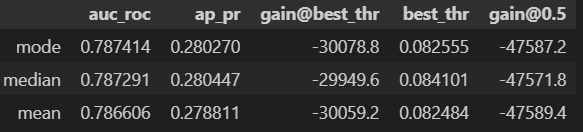 auc_roc ap_pr gain@best_thr best_thr gain@0.5
mode 0.787414 0.280270 -30078.8 0.082555 -47587.2
median 0.787291 0.280447 -29949.6 0.084101 -47571.8
mean 0.786606 0.278811 -30059.2 0.082484 -47589.4